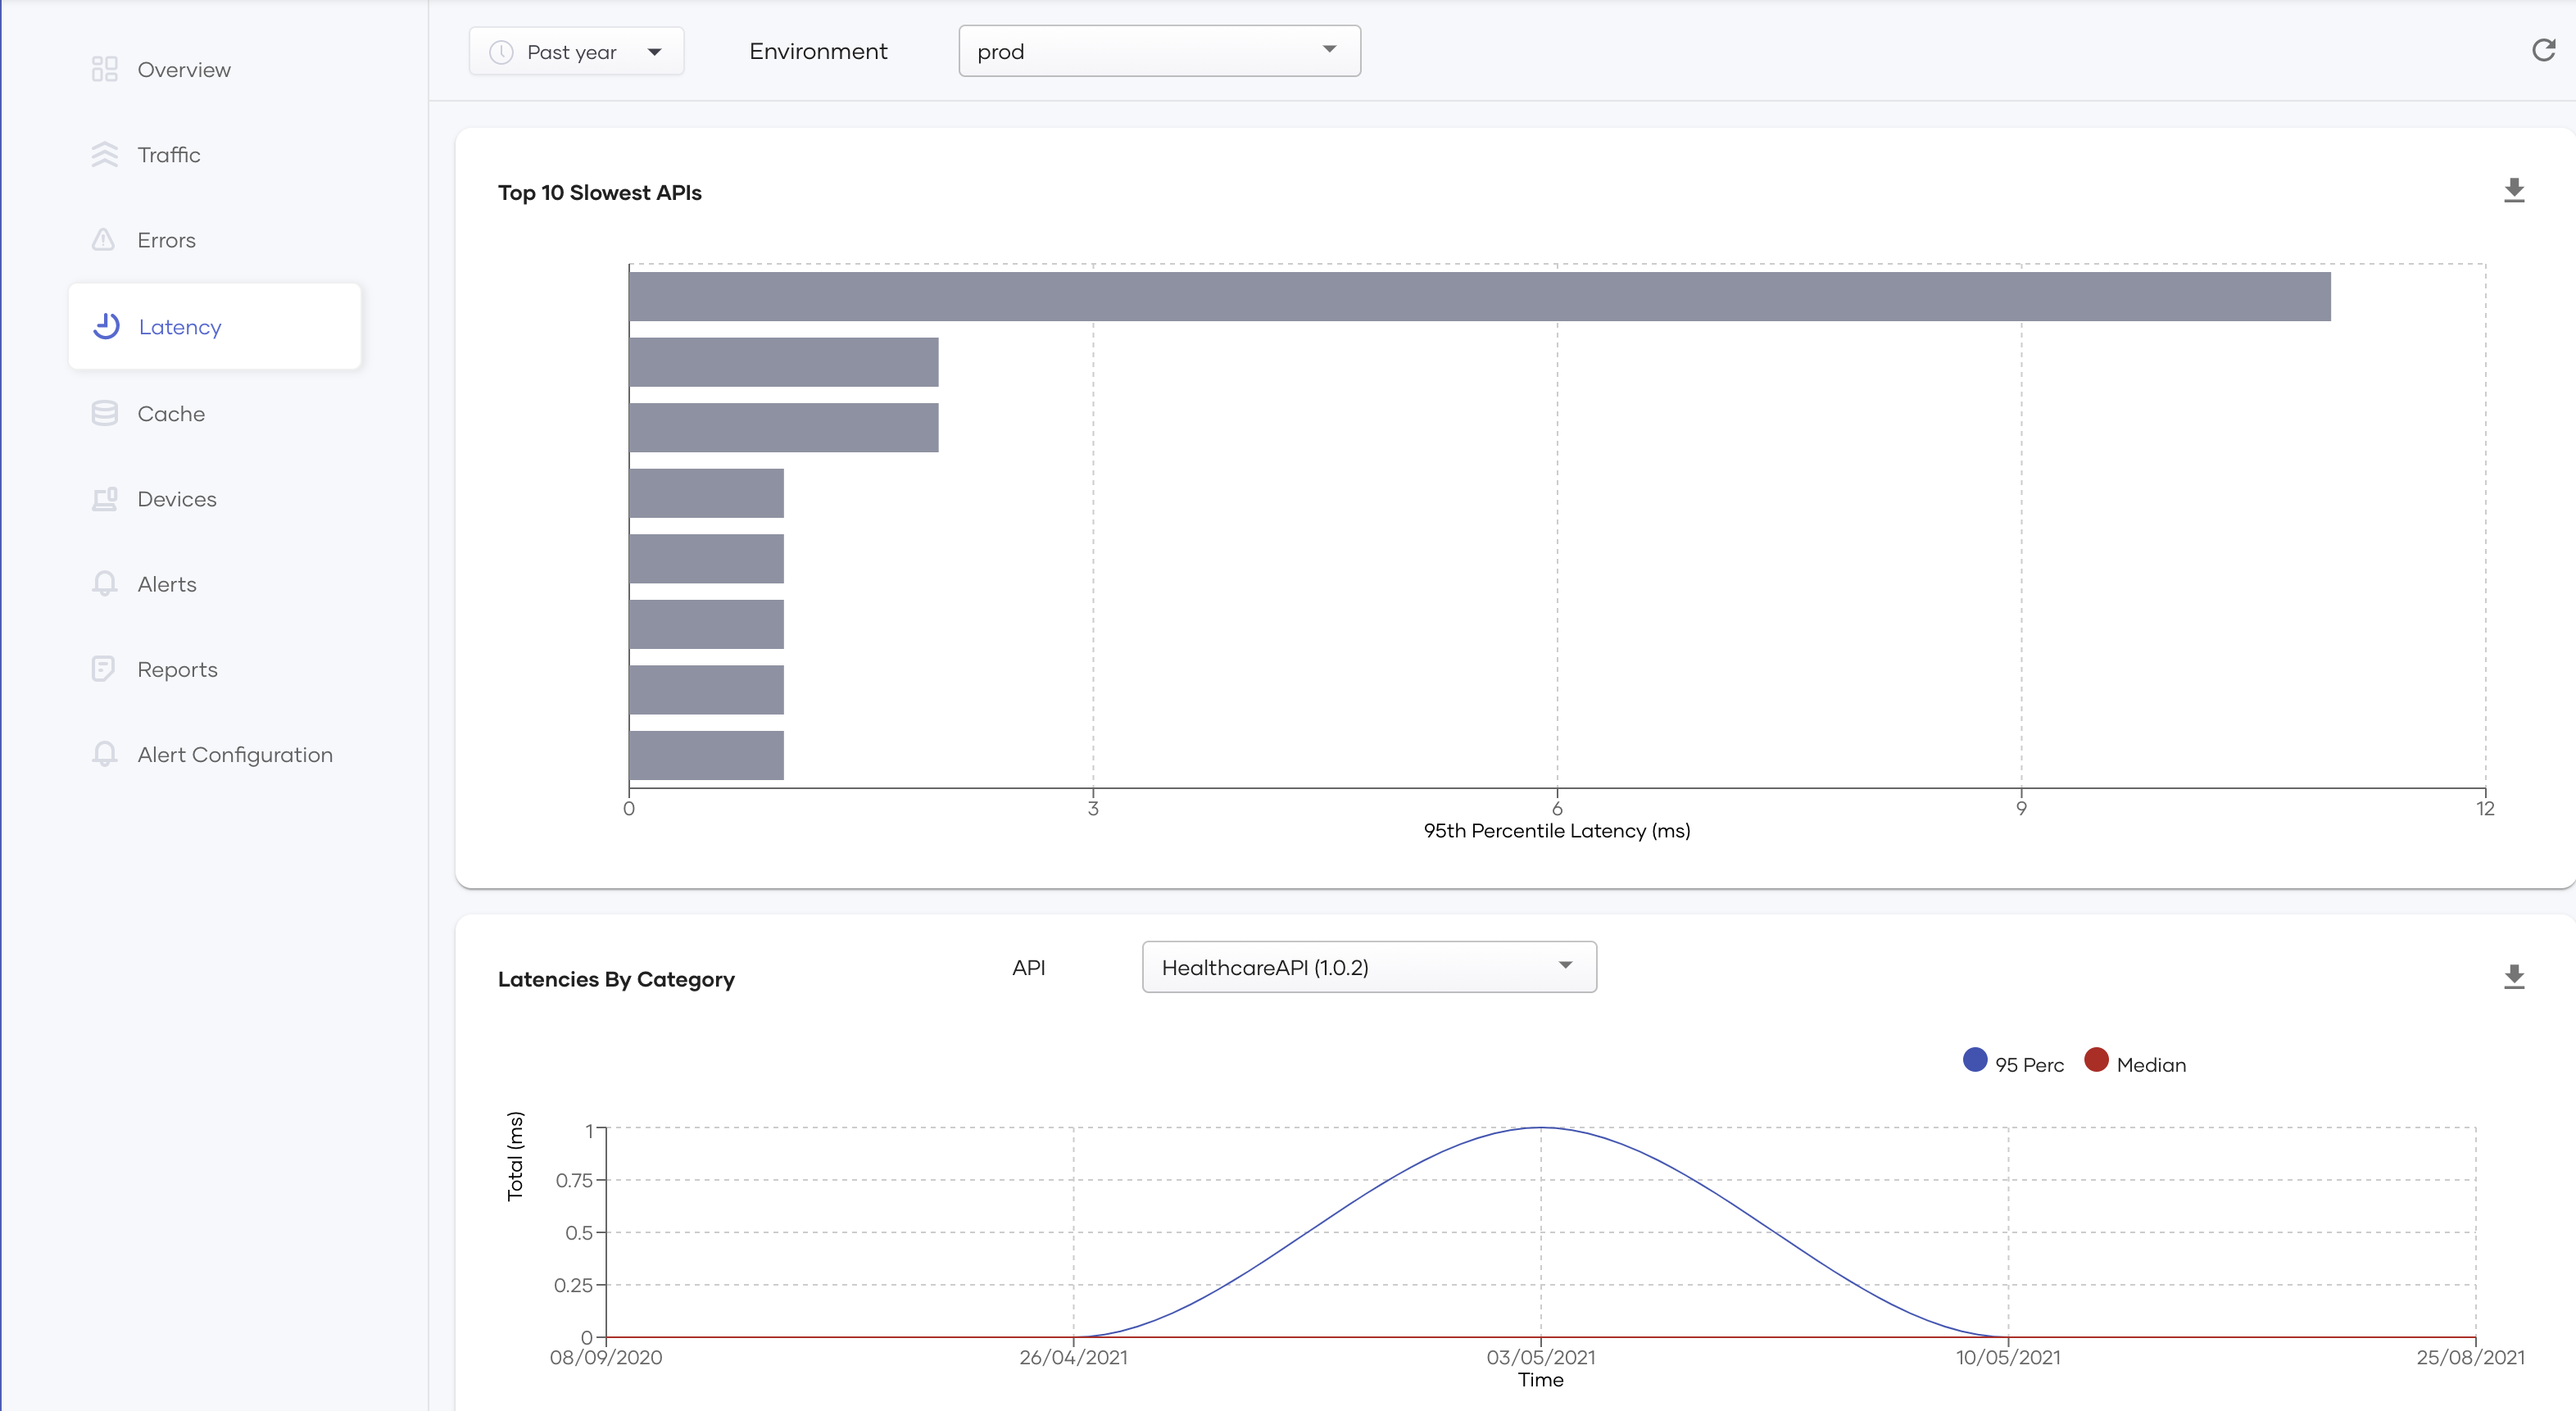 Overview
Traffic
Errors
Latency
Cache
Devices
Alerts
Reports
Alert Configuration
Past year
Environment
prod
Top 10 Slowest APIs
0 3 6 9 12
95th Percentile Latency (ms)
Latencies By Category
API
HealthcareAPI (1.0.2)
95 Perc
Median
Total (ms)
1
0.75
0.5
0.25
0
08/09/2020 26/04/2021 03/05/2021 10/05/2021 25/08/2021
Time